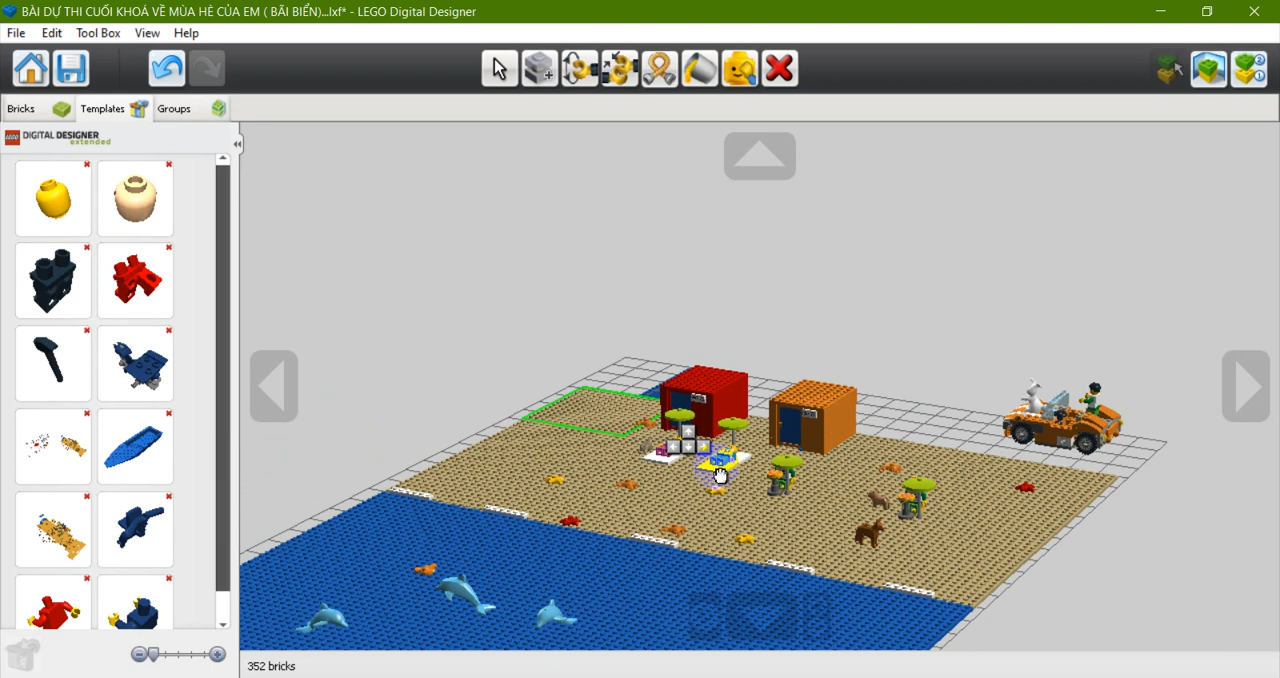 BÀI DỰ THI CUỐI KHOÁ VỀ MÙA HÈ CỦA EM ( BÃI BIỂN)...lxf* - LEGO Digital Designer
File Edit Tool Box View Help
Bricks Templates Groups
LEGO DIGITAL DESIGNER
extended
352 bricks